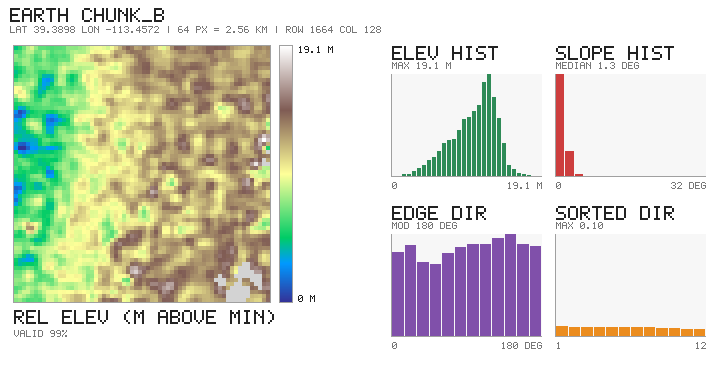 EARTH CHUNK_B
LAT 39.3898 LON -113.4572 | 64 PX = 2.56 KM | ROW 1664 COL 128
19.1 M
0 M
REL ELEV (M ABOVE MIN)
VALID 99%
ELEV HIST
MAX 19.1 M
0 19.1 M
SLOPE HIST
MEDIAN 1.3 DEG
0 32 DEG
EDGE DIR
MOD 180 DEG
0 180 DEG
SORTED DIR
MAX 0.10
1 12